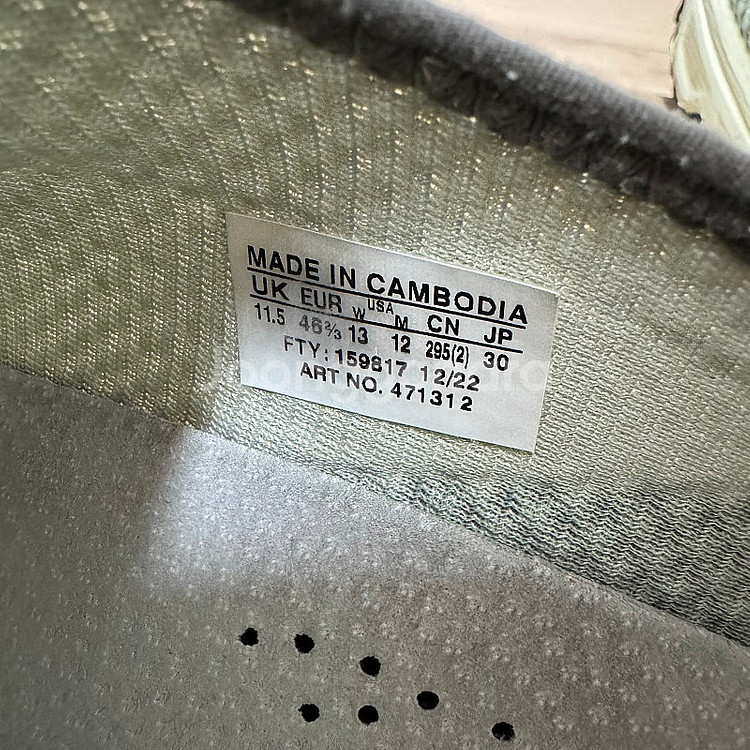 MADE IN CAMBODIA
UK EUR USA CN JP
W M
11.5 46⅔ 13 12 295(2) 30
FTY: 159817 12/22
ART NO. 471312